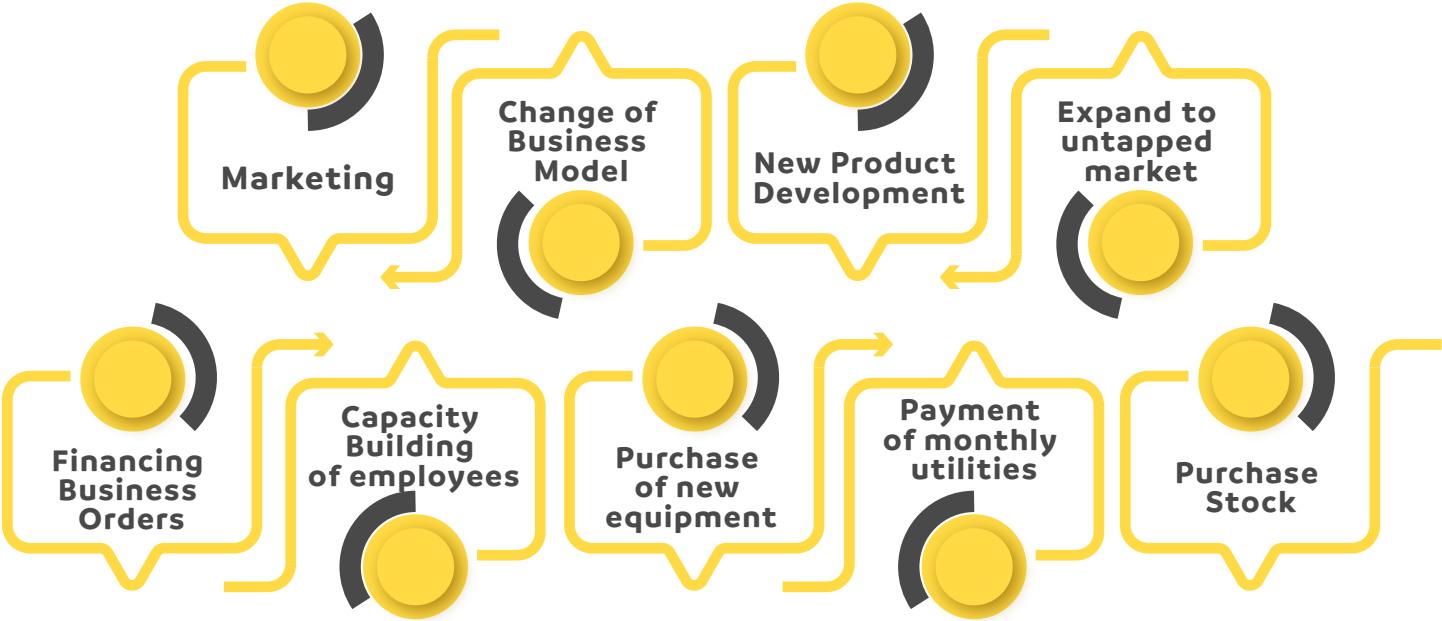 Marketing
Change of
Business
Model
New Product
Development
Expand to
untapped
market
Financing
Business
Orders
Capacity
Building
of employees
Purchase
of new
equipment
Payment
of monthly
utilities
Purchase
Stock